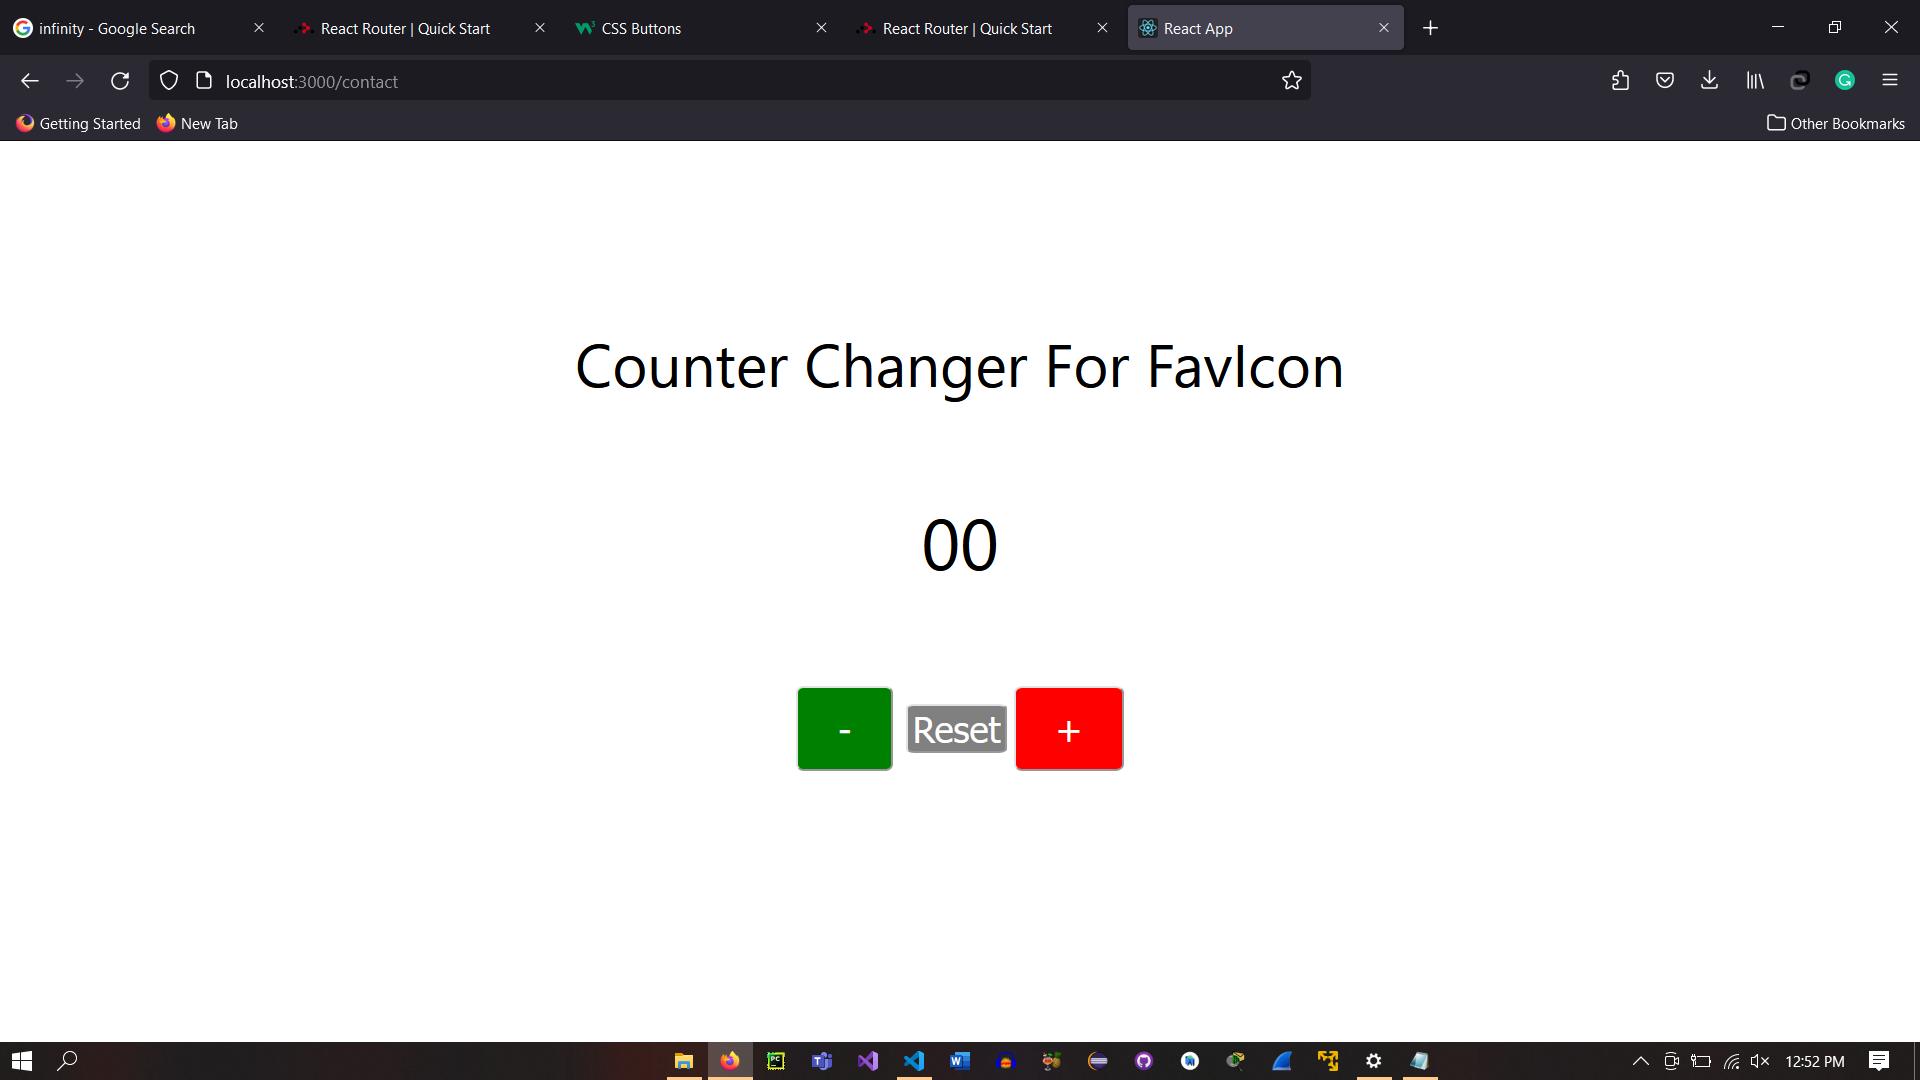 infinity - Google Search
React Router | Quick Start
CSS Buttons
React Router | Quick Start
React App
localhost:3000/contact
Getting Started
New Tab
Other Bookmarks
Counter Changer For FavIcon
00
-
Reset
+
12:52 PM